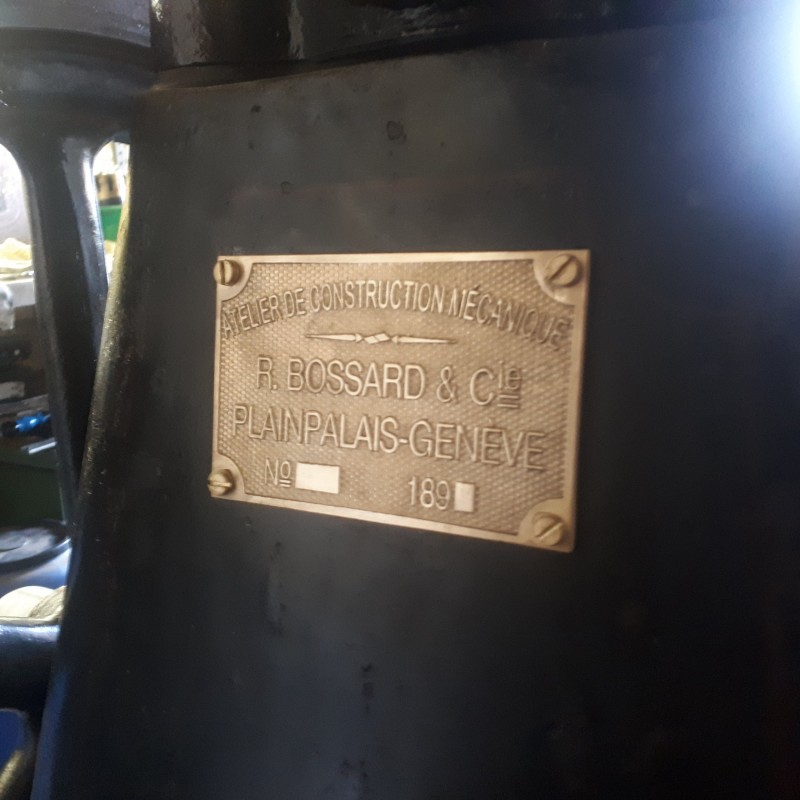 ATELIER DE CONSTRUCTION MÉCANIQUE
R. BOSSARD & Cie
PLAINPALAIS-GENÈVE
No 189